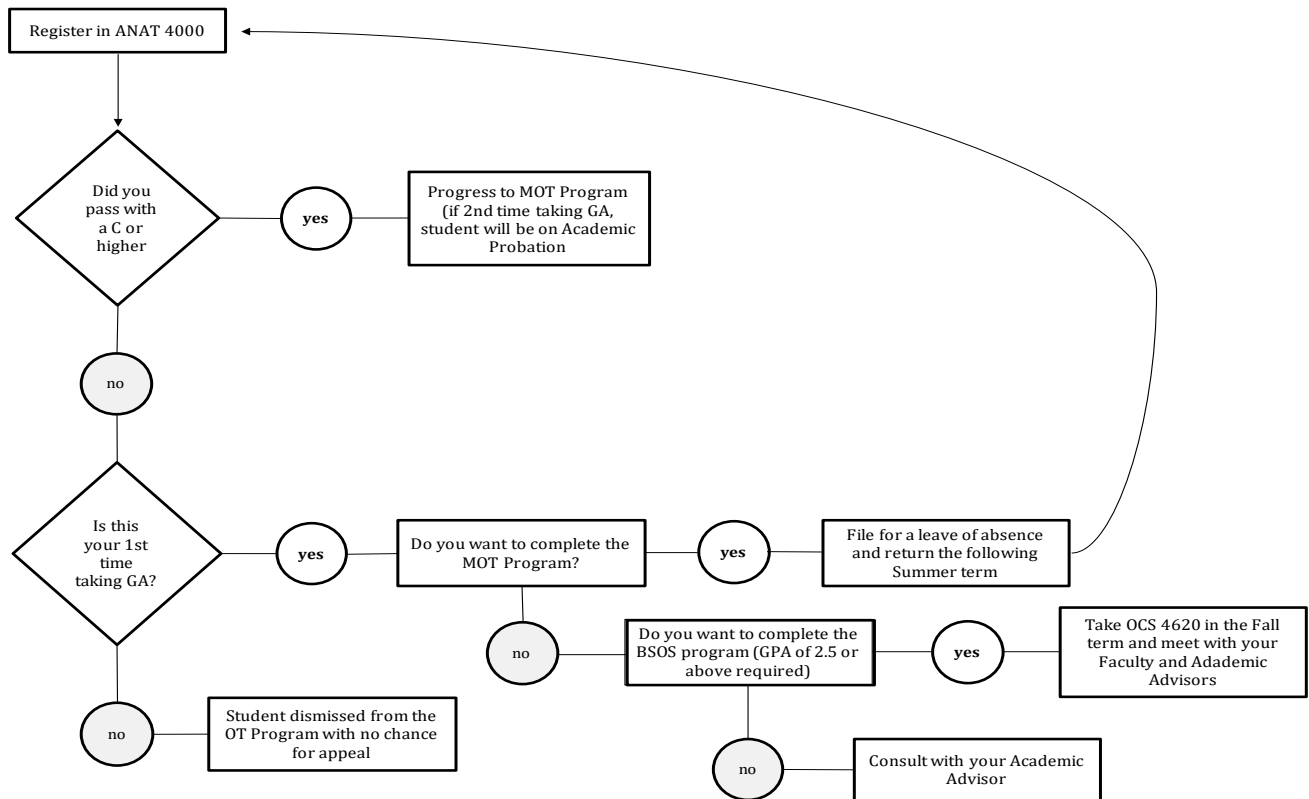 Register in ANAT 4000
Did you
pass with
a C or
higher
yes
Progress to MOT Program
(if 2nd time taking GA,
student will be on Academic
Probation
no
Is this
your 1st
time
taking GA?
yes
Do you want to complete the
MOT Program?
yes
File for a leave of absence
and return the following
Summer term
no
Do you want to complete the
BSOS program (GPA of 2.5 or
above required)
yes
Take OCS 4620 in the Fall
term and meet with your
Faculty and Adademic
Advisors
no
Student dismissed from the
OT Program with no chance
for appeal
no
Consult with your Academic
Advisor